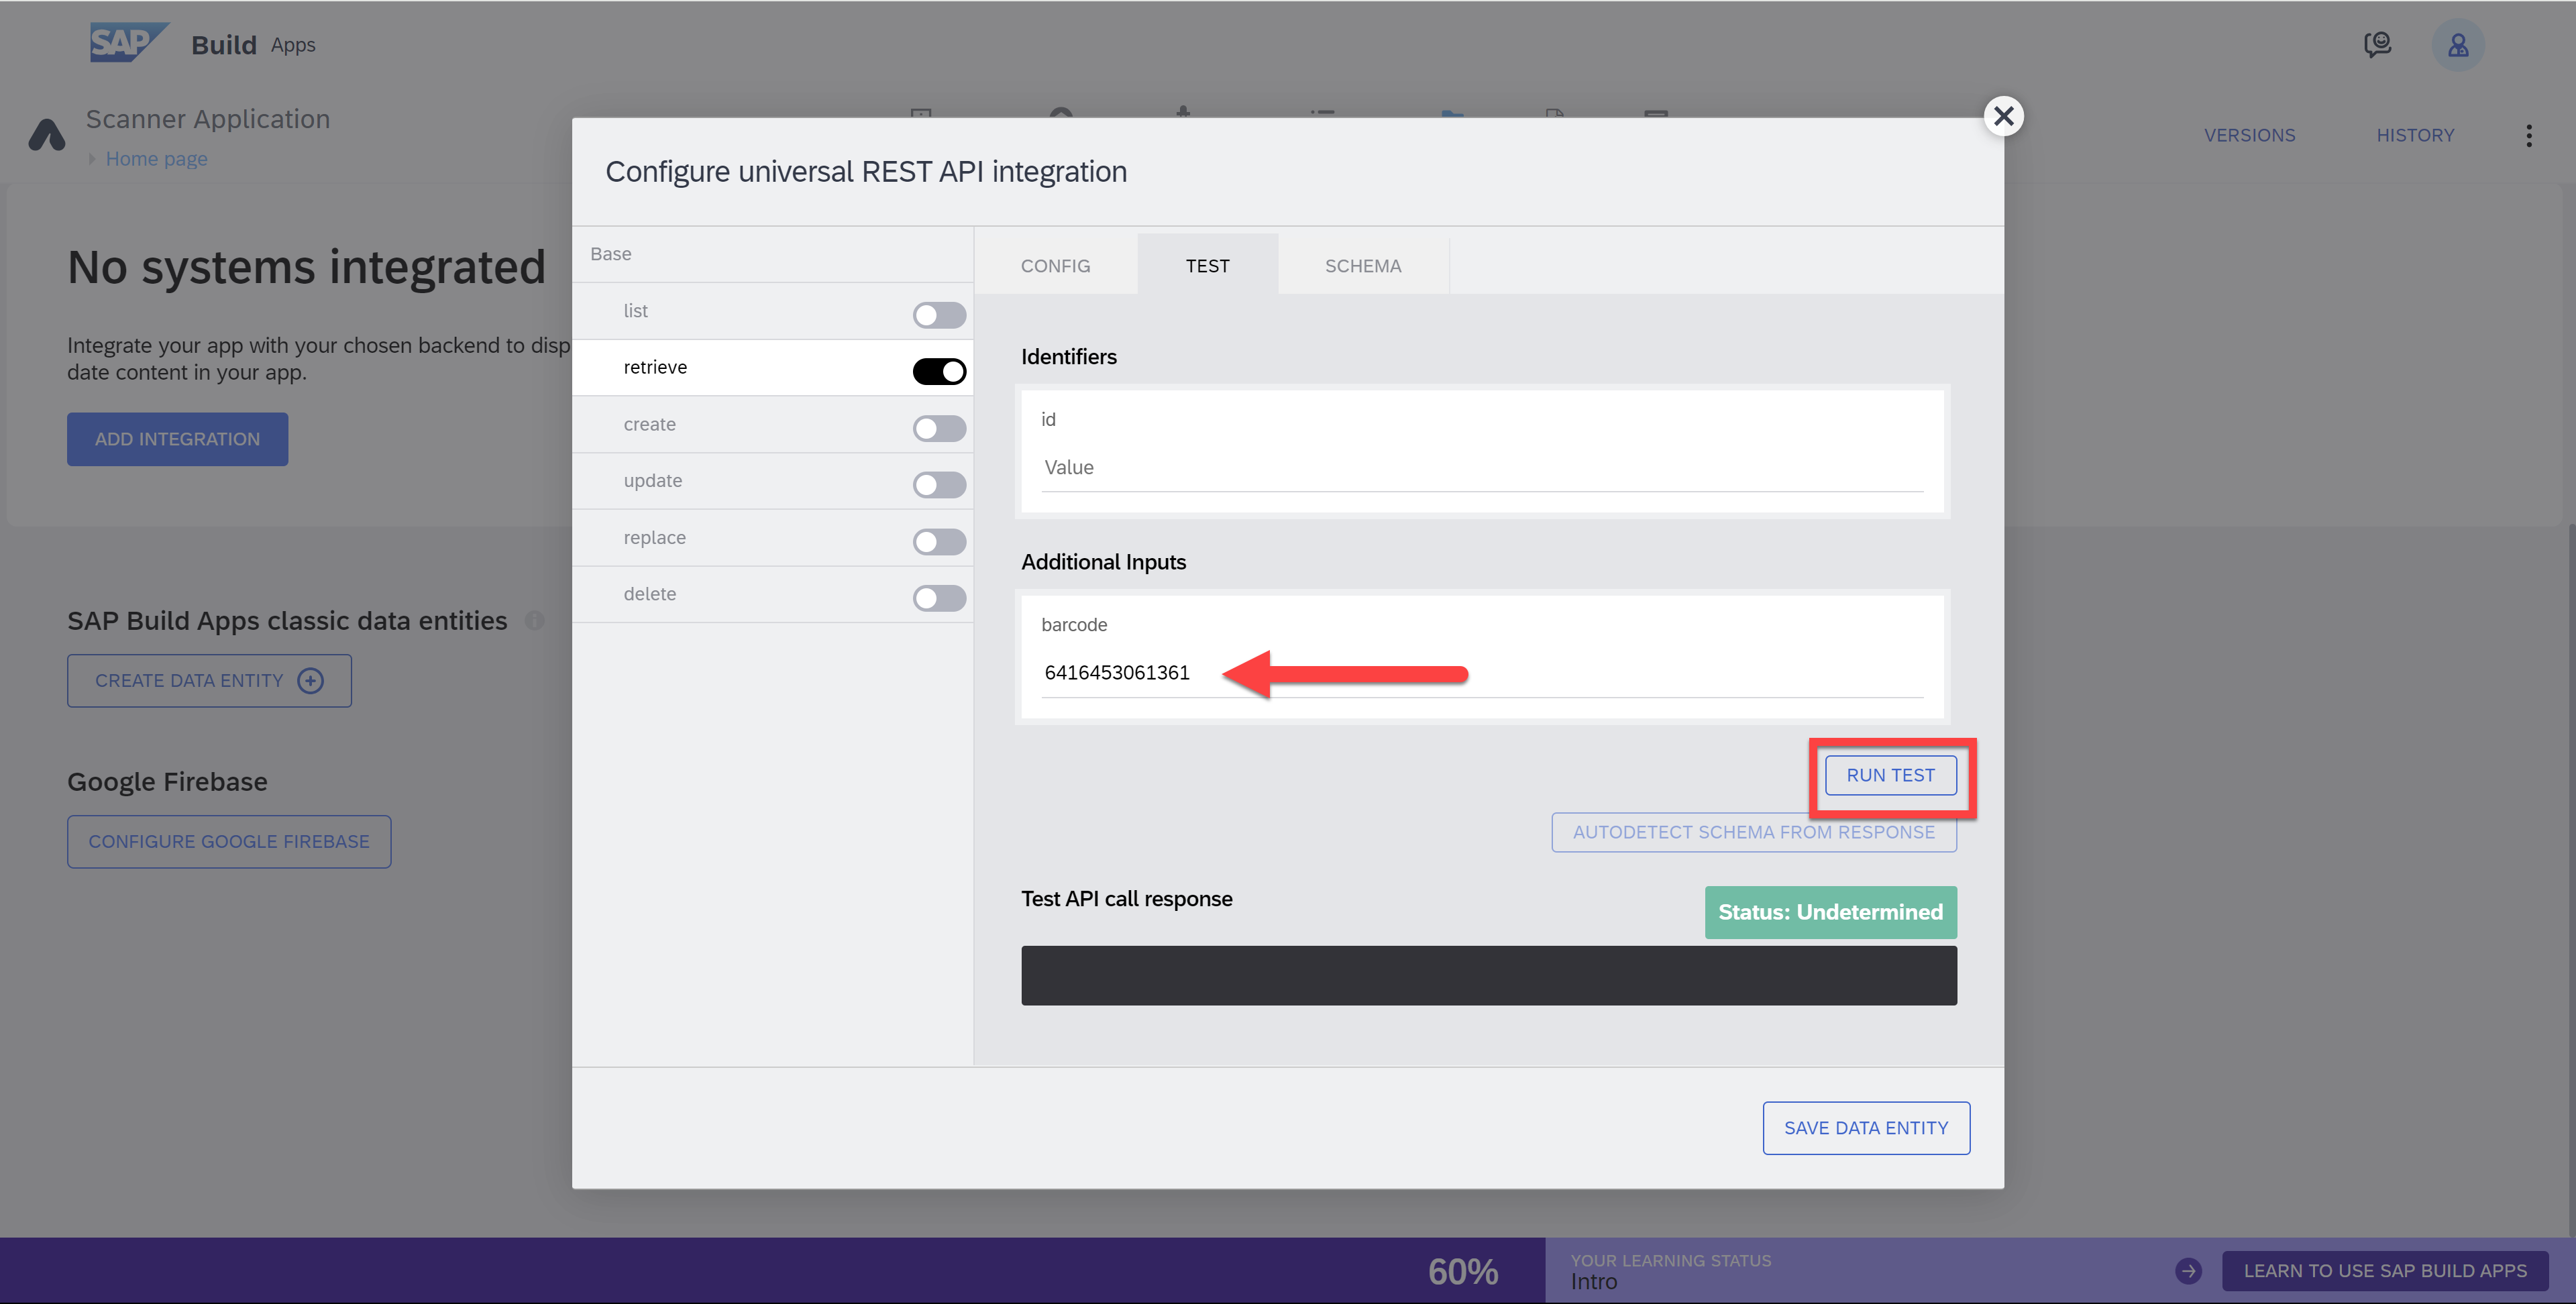 SAP Build Apps
Scanner Application
Home page
VERSIONS
HISTORY
No systems integrated
Integrate your app with your chosen backend to disp
date content in your app.
ADD INTEGRATION
SAP Build Apps classic data entities
CREATE DATA ENTITY
Google Firebase
CONFIGURE GOOGLE FIREBASE
Configure universal REST API integration
Base
list
retrieve
create
update
replace
delete
CONFIG
TEST
SCHEMA
Identifiers
id
Value
Additional Inputs
barcode
6416453061361
RUN TEST
AUTODETECT SCHEMA FROM RESPONSE
Test API call response
Status: Undetermined
SAVE DATA ENTITY
60%
YOUR LEARNING STATUS
Intro
LEARN TO USE SAP BUILD APPS